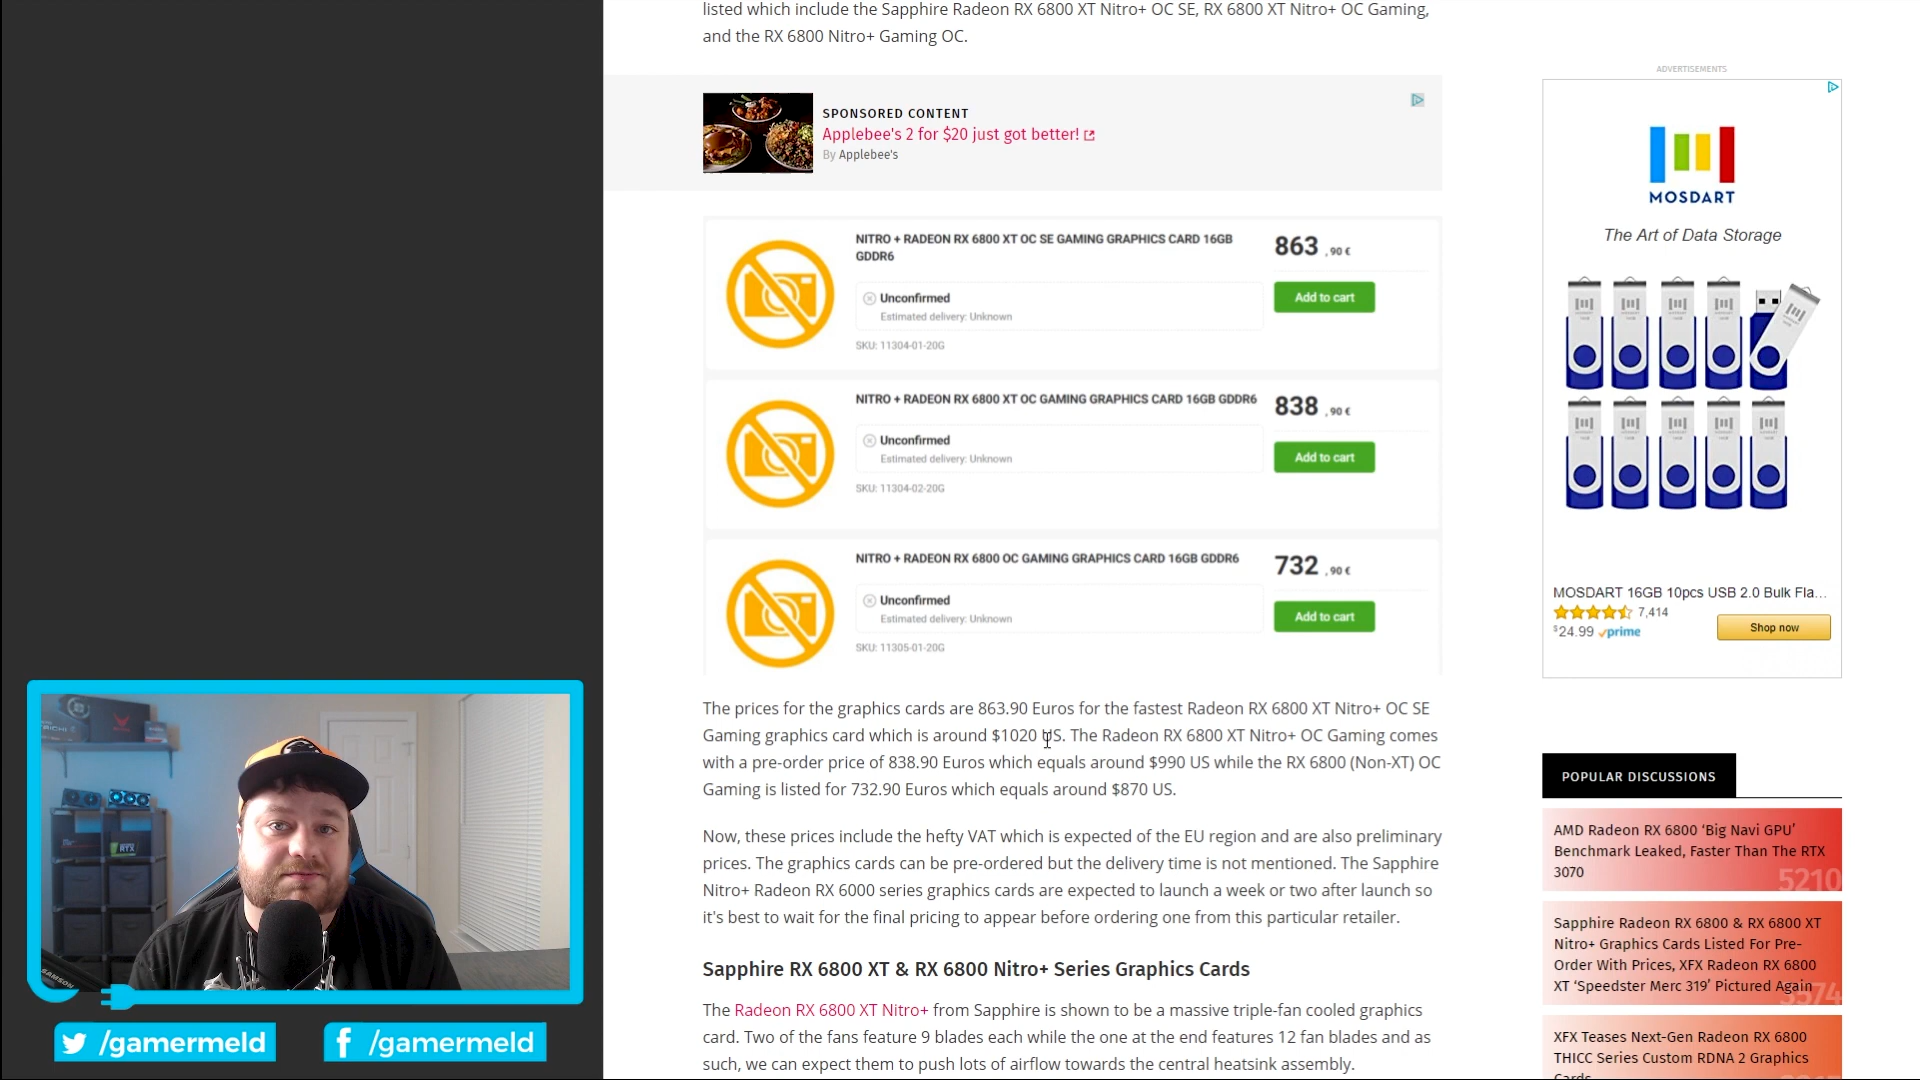 listed which include the Sapphire Radeon RX 6800 XT Nitro+ OC SE, RX 6800 XT Nitro+ OC Gaming,
and the RX 6800 Nitro+ Gaming OC.
SPONSORED CONTENT
Applebee's 2 for $20 just got better!
By Applebee's
NITRO + RADEON RX 6800 XT OC SE GAMING GRAPHICS CARD 16GB
GDDR6
863 ,90 €
Unconfirmed
Estimated delivery: Unknown
Add to cart
SKU: 11304-01-20G
NITRO + RADEON RX 6800 XT OC GAMING GRAPHICS CARD 16GB GDDR6
838 ,90 €
Unconfirmed
Estimated delivery: Unknown
Add to cart
SKU: 11304-02-20G
NITRO + RADEON RX 6800 OC GAMING GRAPHICS CARD 16GB GDDR6
732 ,90 €
Unconfirmed
Estimated delivery: Unknown
Add to cart
SKU: 11305-01-20G
The prices for the graphics cards are 863.90 Euros for the fastest Radeon RX 6800 XT Nitro+ OC SE
Gaming graphics card which is around $1020 US. The Radeon RX 6800 XT Nitro+ OC Gaming comes
with a pre-order price of 838.90 Euros which equals around $990 US while the RX 6800 (Non-XT) OC
Gaming is listed for 732.90 Euros which equals around $870 US.
Now, these prices include the hefty VAT which is expected of the EU region and are also preliminary
prices. The graphics cards can be pre-ordered but the delivery time is not mentioned. The Sapphire
Nitro+ Radeon RX 6000 series graphics cards are expected to launch a week or two after launch so
it's best to wait for the final pricing to appear before ordering one from this particular retailer.
Sapphire RX 6800 XT & RX 6800 Nitro+ Series Graphics Cards
The Radeon RX 6800 XT Nitro+ from Sapphire is shown to be a massive triple-fan cooled graphics
card. Two of the fans feature 9 blades each while the one at the end features 12 fan blades and as
such, we can expect them to push lots of airflow towards the central heatsink assembly.
ADVERTISEMENTS
MOSDART
The Art of Data Storage
MOSDART 16GB 10pcs USB 2.0 Bulk Fla...
7,414
$24.99 prime
Shop now
POPULAR DISCUSSIONS
AMD Radeon RX 6800 ‘Big Navi GPU’
Benchmark Leaked, Faster Than The RTX
3070
5210
Sapphire Radeon RX 6800 & RX 6800 XT
Nitro+ Graphics Cards Listed For Pre-
Order With Prices, XFX Radeon RX 6800
XT ‘Speedster Merc 319’ Pictured Again
3574
XFX Teases Next-Gen Radeon RX 6800
THICC Series Custom RDNA 2 Graphics
Cards
SAMSON
RTX
/gamermeld
/gamermeld